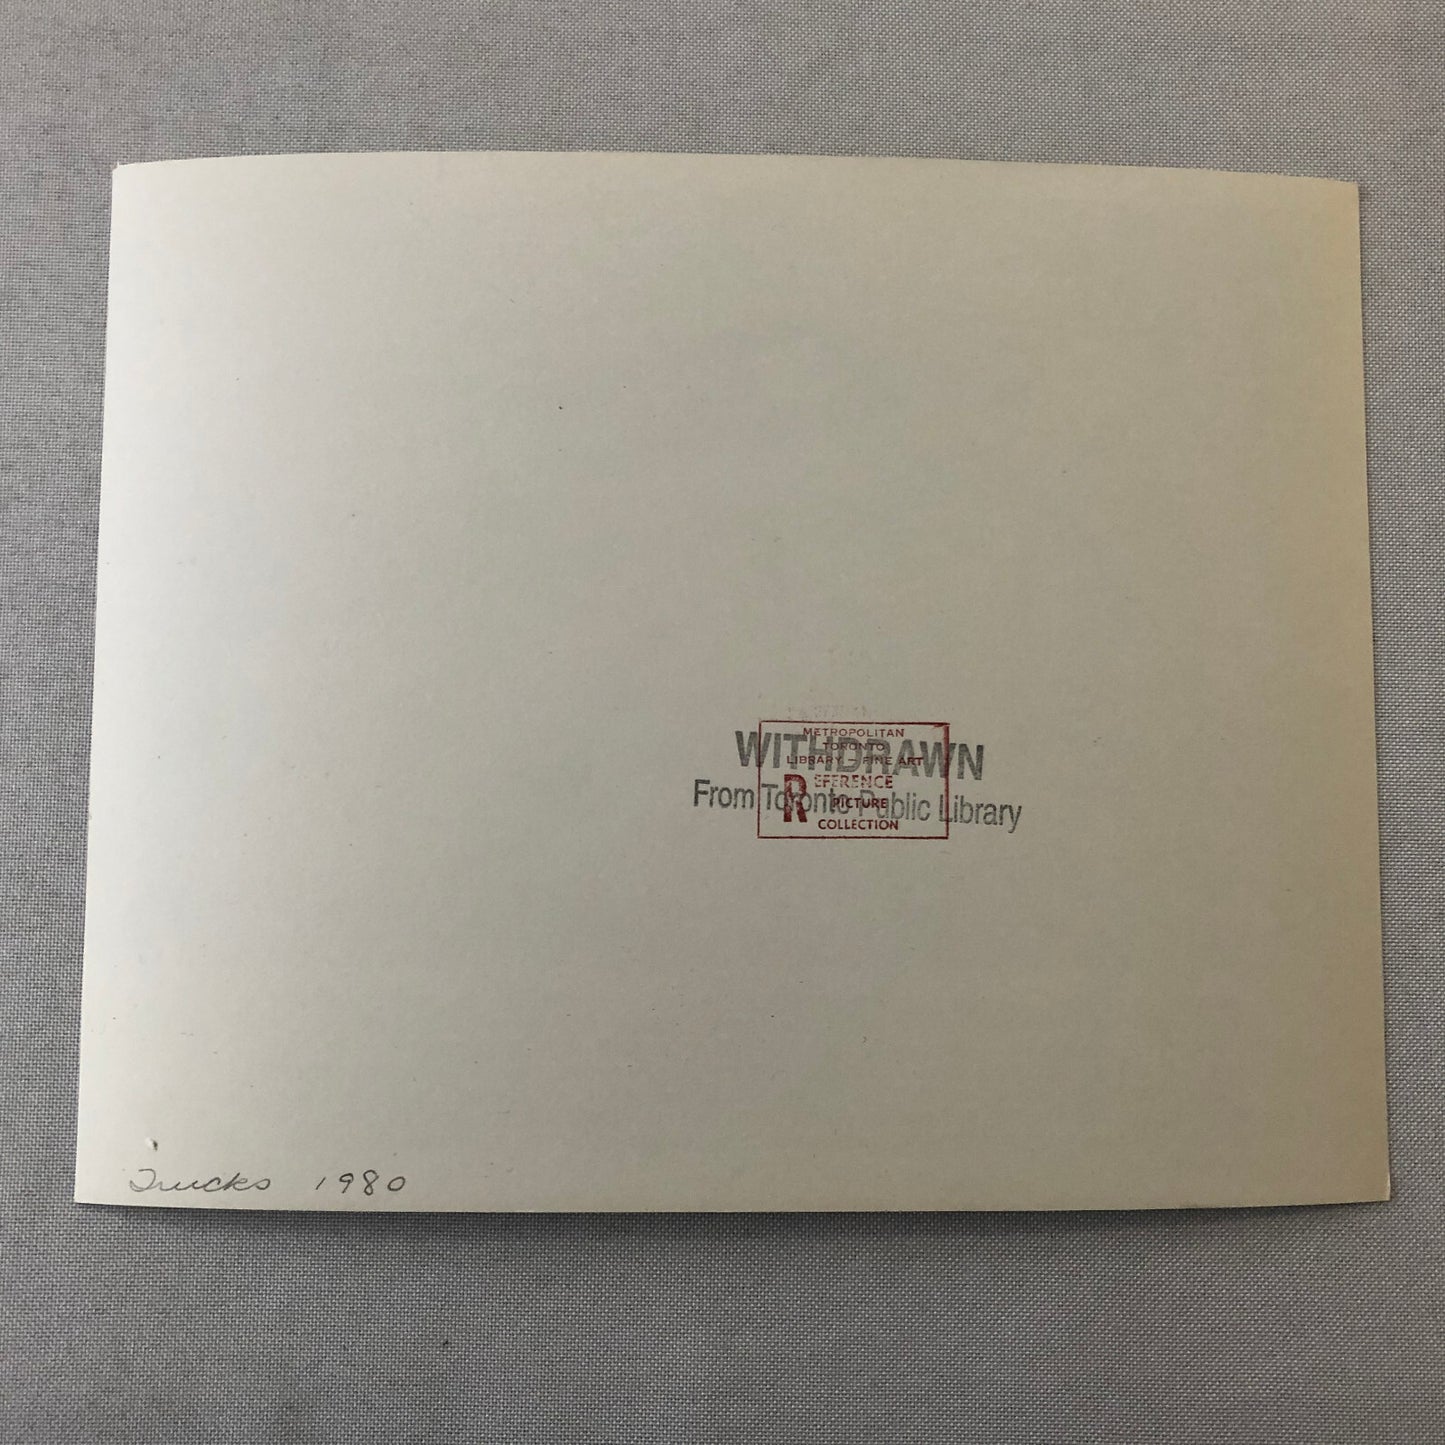 METROPOLITAN
TORONTO
LIBRARY FINE ART
REFERENCE
PICTURE
COLLECTION
WITHDRAWN
From Toronto Public Library
Trucks 1980